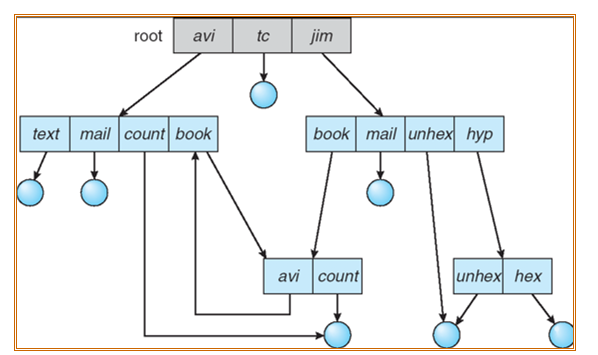 root avi tc jim
text mail count book book mail unhex hyp
avi count unhex hex